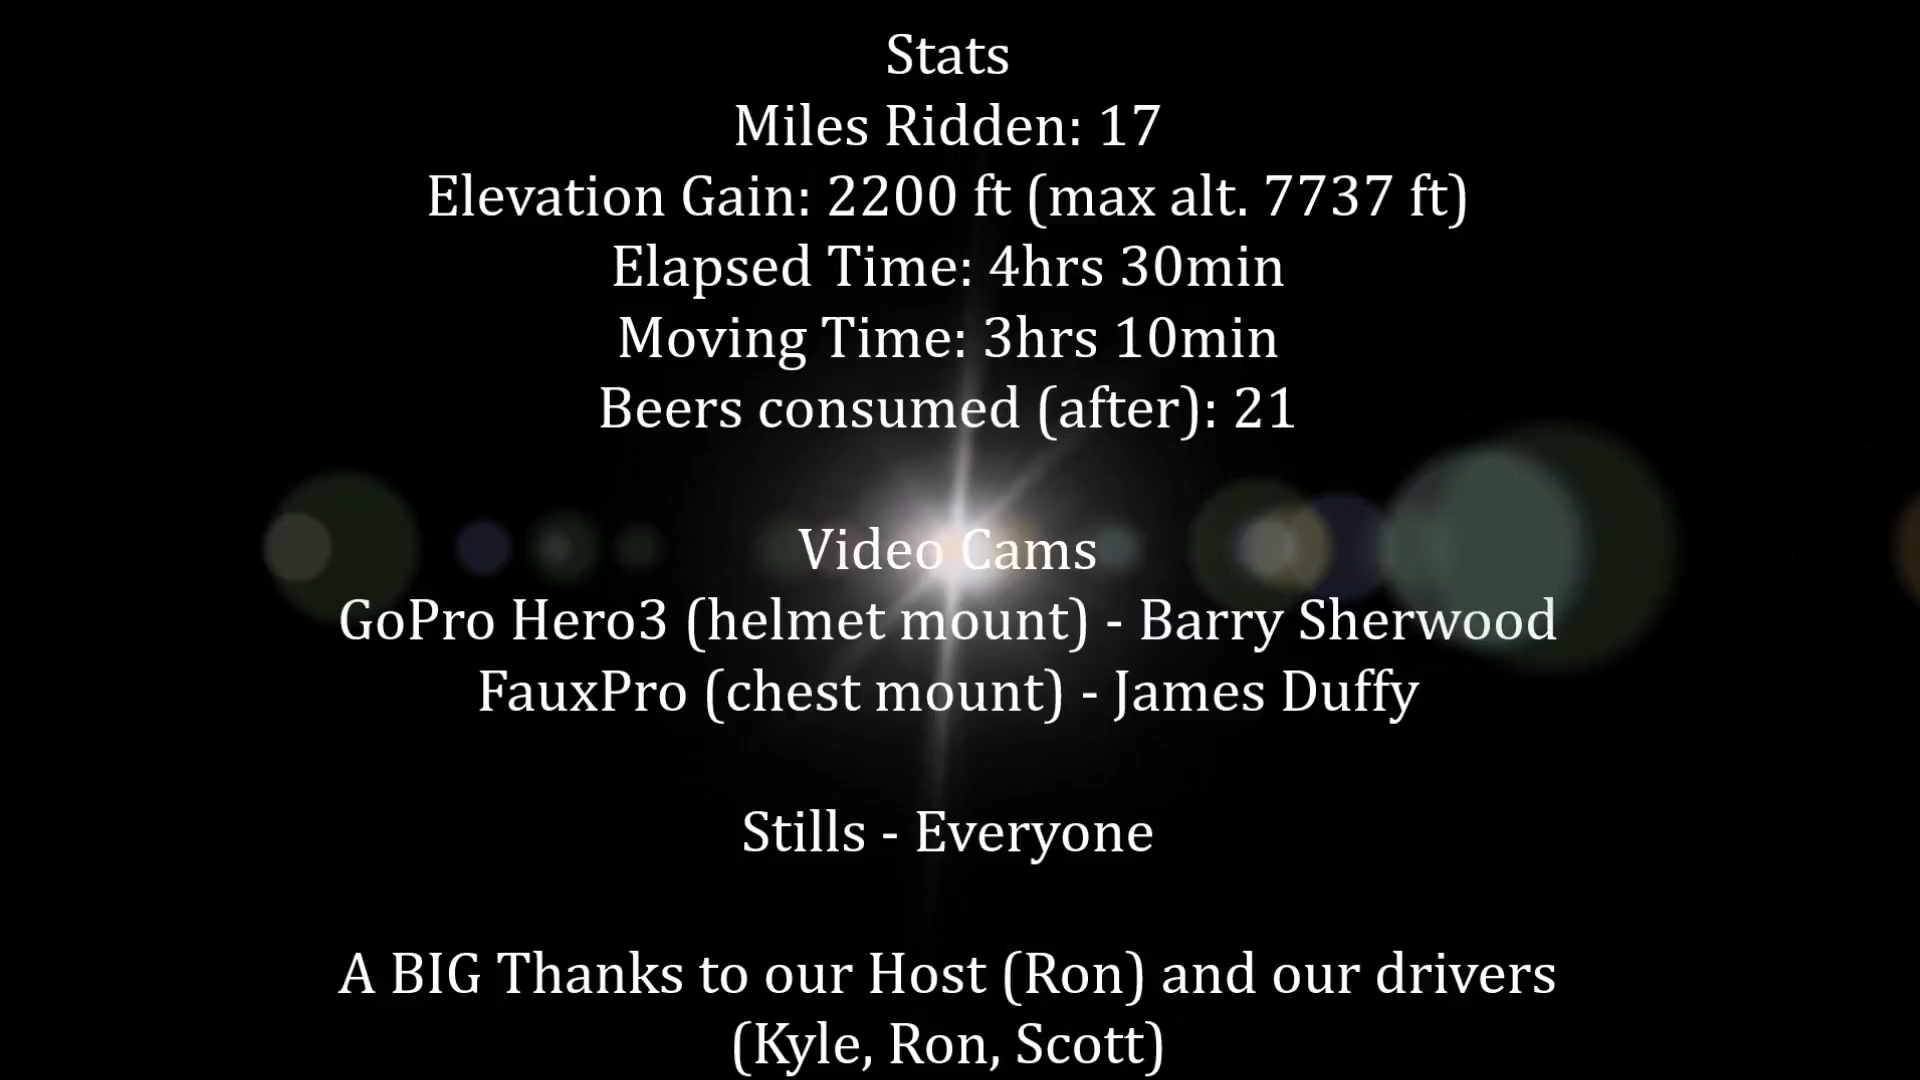 Stats
Miles Ridden: 17
Elevation Gain: 2200 ft (max alt. 7737 ft)
Elapsed Time: 4hrs 30min
Moving Time: 3hrs 10min
Beers consumed (after): 21
Video Cams
GoPro Hero3 (helmet mount) - Barry Sherwood
FauxPro (chest mount) - James Duffy
Stills - Everyone
A BIG Thanks to our Host (Ron) and our drivers
(Kyle, Ron, Scott)